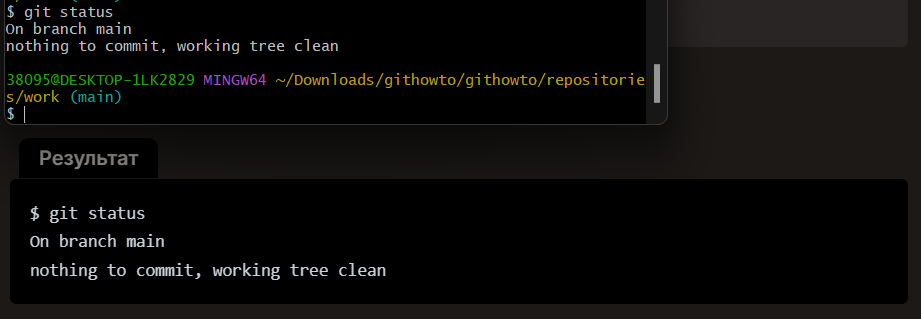 $ git status
On branch main
nothing to commit, working tree clean
38095@DESKTOP-1LK2829 MINGW64 ~/Downloads/githowto/githowto/repositorie
s/work (main)
$
Результат
$ git status
On branch main
nothing to commit, working tree clean